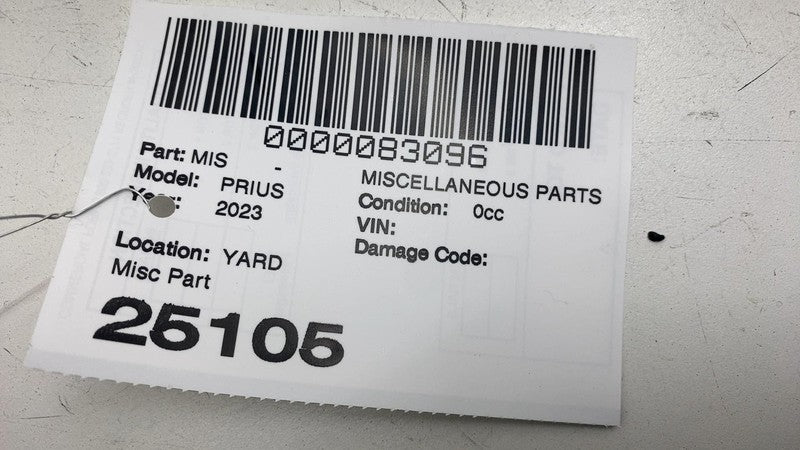 0000083096
Part: MIS - MISCELLANEOUS PARTS
Model: PRIUS Condition: 0cc
Year: 2023 VIN:
Damage Code:
Location: YARD
Misc Part
25105